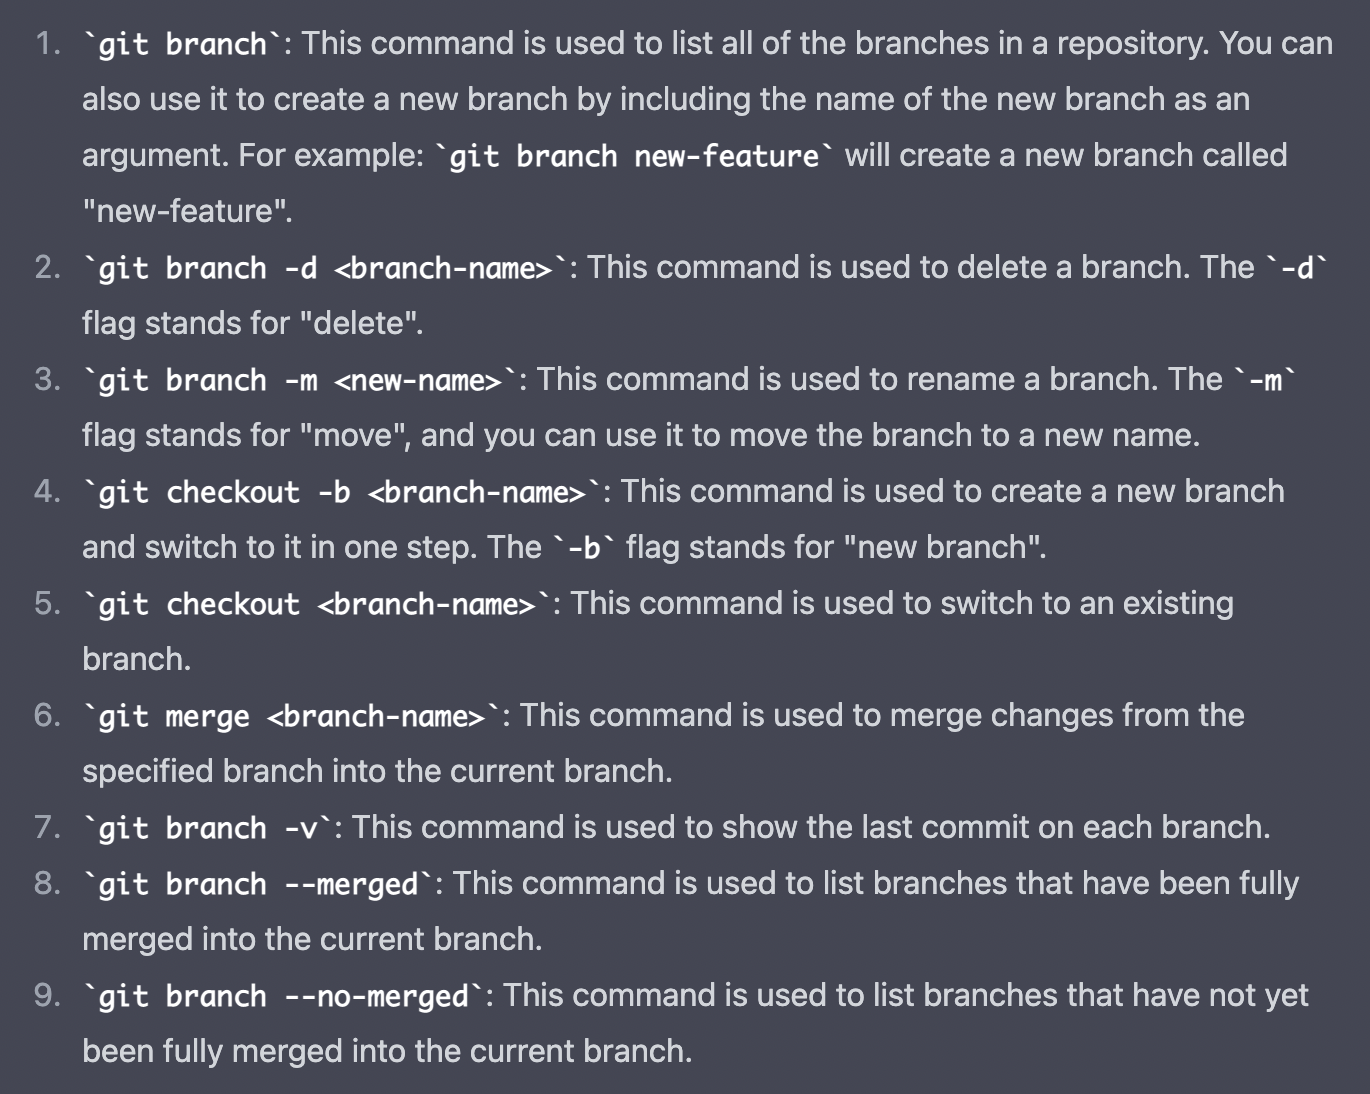 1. `git branch`: This command is used to list all of the branches in a repository. You can
also use it to create a new branch by including the name of the new branch as an
argument. For example: `git branch new-feature` will create a new branch called
"new-feature".
2. `git branch -d <branch-name>`: This command is used to delete a branch. The `-d`
flag stands for "delete".
3. `git branch -m <new-name>`: This command is used to rename a branch. The `-m`
flag stands for "move", and you can use it to move the branch to a new name.
4. `git checkout -b <branch-name>`: This command is used to create a new branch
and switch to it in one step. The `-b` flag stands for "new branch".
5. `git checkout <branch-name>`: This command is used to switch to an existing
branch.
6. `git merge <branch-name>`: This command is used to merge changes from the
specified branch into the current branch.
7. `git branch -v`: This command is used to show the last commit on each branch.
8. `git branch --merged`: This command is used to list branches that have been fully
merged into the current branch.
9. `git branch --no-merged`: This command is used to list branches that have not yet
been fully merged into the current branch.